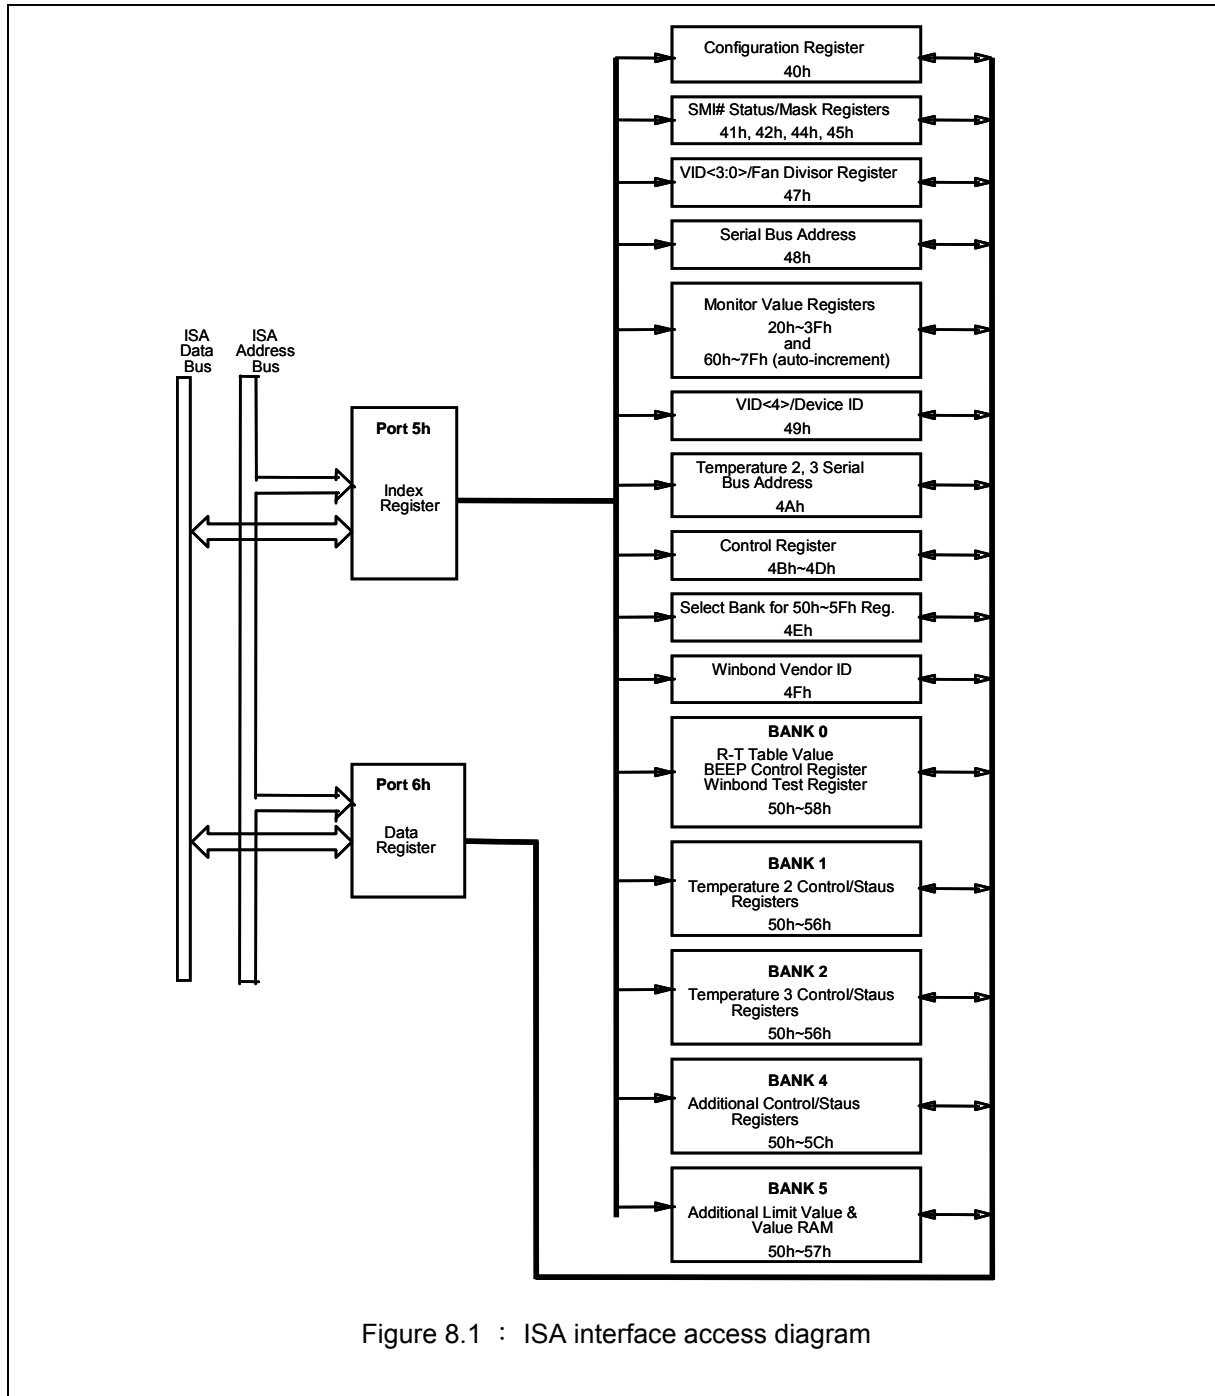 Configuration Register
40h
SMI# Status/Mask Registers
41h, 42h, 44h, 45h
VID<3:0>/Fan Divisor Register
47h
Serial Bus Address
48h
Monitor Value Registers
20h~3Fh
and
60h~7Fh (auto-increment)
VID<4>/Device ID
49h
Temperature 2, 3 Serial
Bus Address
4Ah
Control Register
4Bh~4Dh
Select Bank for 50h~5Fh Reg.
4Eh
Winbond Vendor ID
4Fh
BANK 0
R-T Table Value
BEEP Control Register
Winbond Test Register
50h~58h
BANK 1
Temperature 2 Control/Staus
Registers
50h~56h
BANK 2
Temperature 3 Control/Staus
Registers
50h~56h
BANK 4
Additional Control/Staus
Registers
50h~5Ch
BANK 5
Additional Limit Value &
Value RAM
50h~57h
ISA
Data
Bus
ISA
Address
Bus
Port 5h
Index
Register
Port 6h
Data
Register
Figure 8.1 : ISA interface access diagram